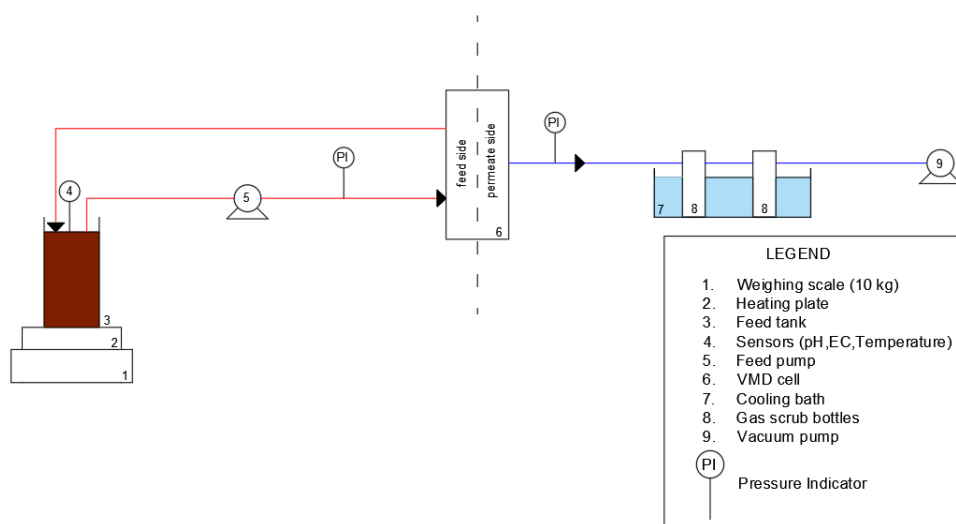 4
PI
5
3
2
1
feed side
permeate side
6
PI
7
8
8
9
LEGEND
1. Weighing scale (10 kg)
2. Heating plate
3. Feed tank
4. Sensors (pH,EC,Temperature)
5. Feed pump
6. VMD cell
7. Cooling bath
8. Gas scrub bottles
9. Vacuum pump
PI
Pressure Indicator